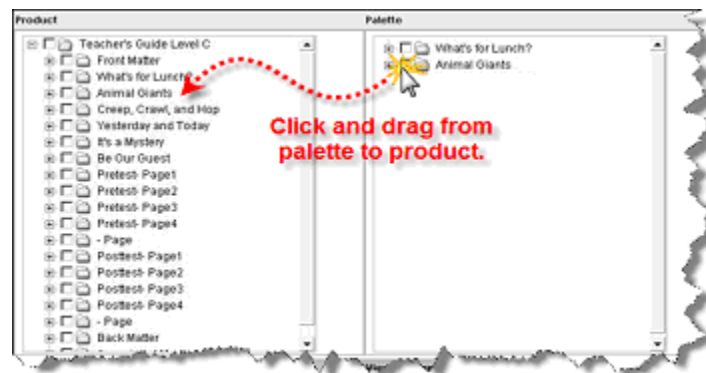 Product
Teacher's Guide Level C
Front Matter
What's for Lunch?
Animal Giants
Creep, Crawl, and Hop
Yesterday and Today
It's a Mystery
Be Our Guest
Pretest- Page1
Pretest- Page2
Pretest- Page3
Pretest- Page4
- Page
Posttest- Page1
Posttest- Page2
Posttest- Page3
Posttest- Page4
- Page
Back Matter
Palette
What's for Lunch?
Animal Giants
Click and drag from
palette to product.